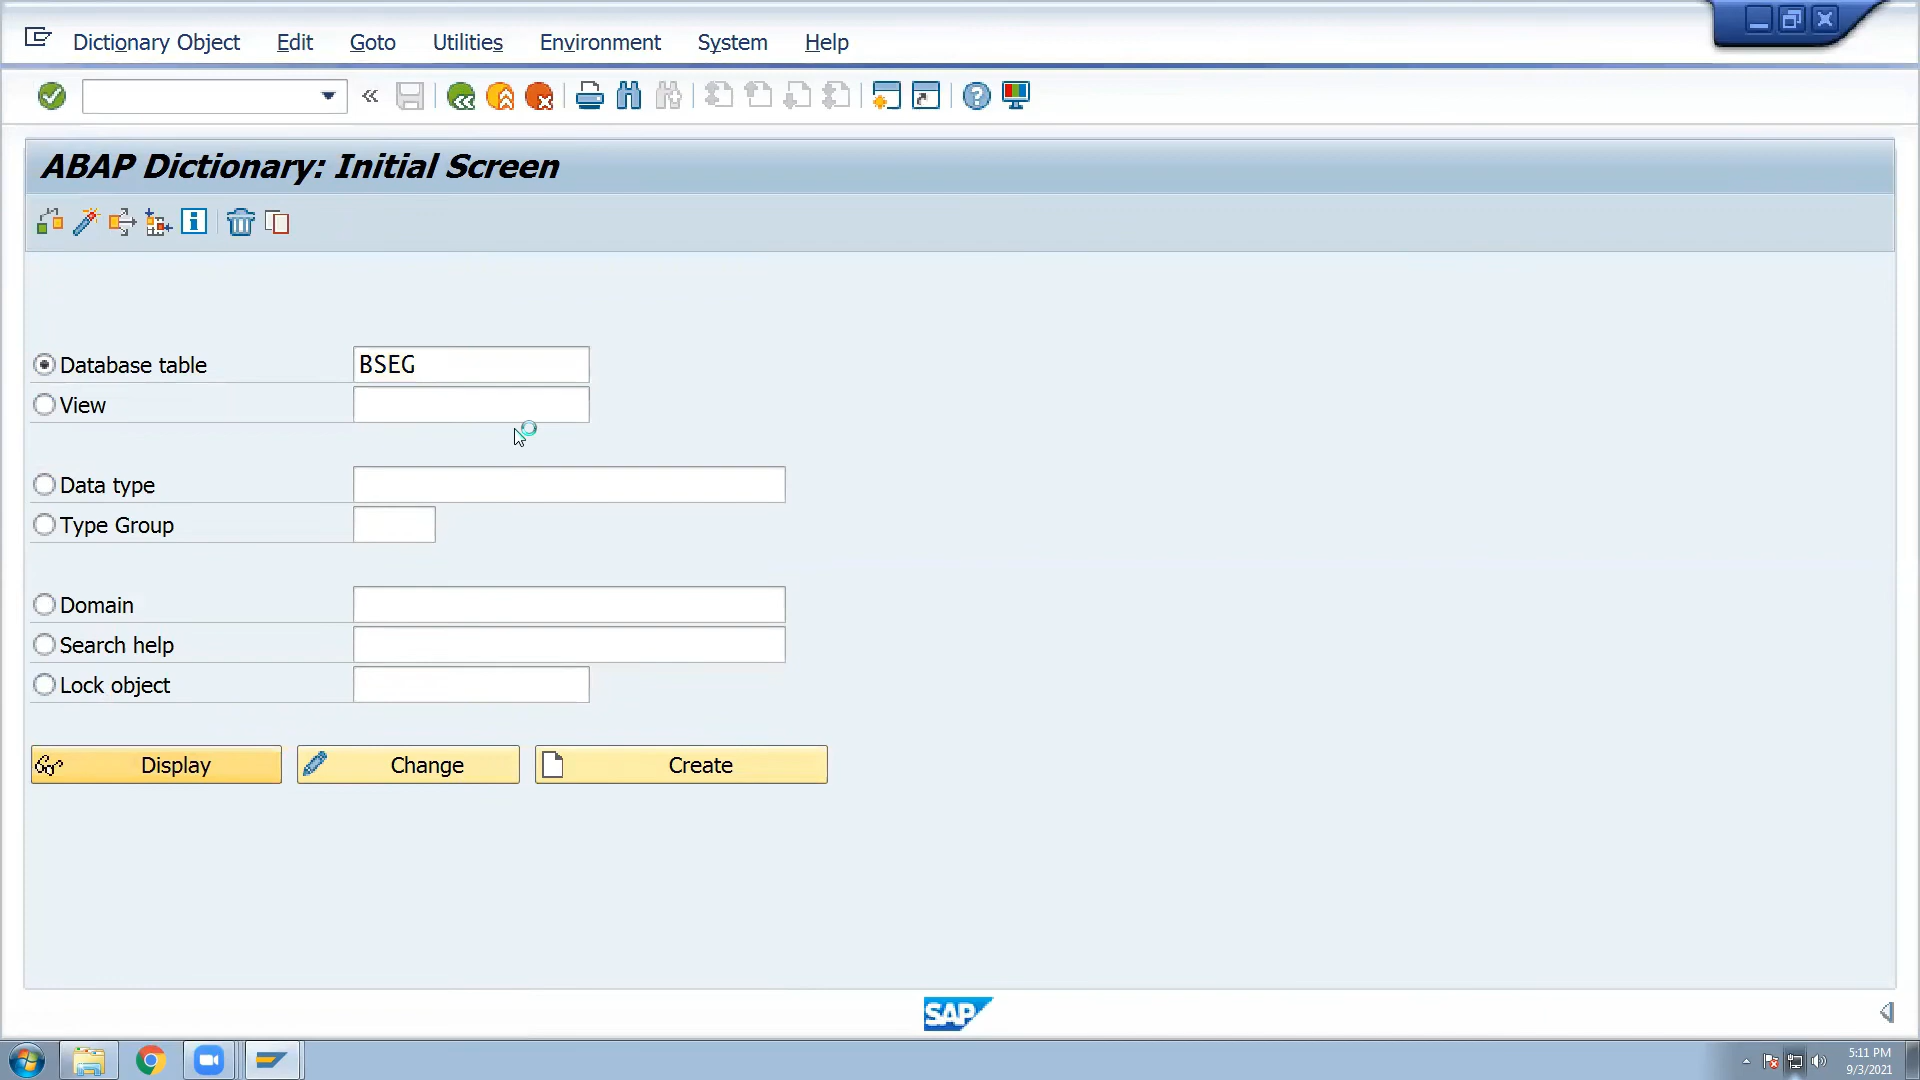 Dictionary Object Edit Goto Utilities Environment System Help
ABAP Dictionary: Initial Screen
Database table BSEG
View
Data type
Type Group
Domain
Search help
Lock object
Display Change Create
SAP
5:11 PM
9/3/2021